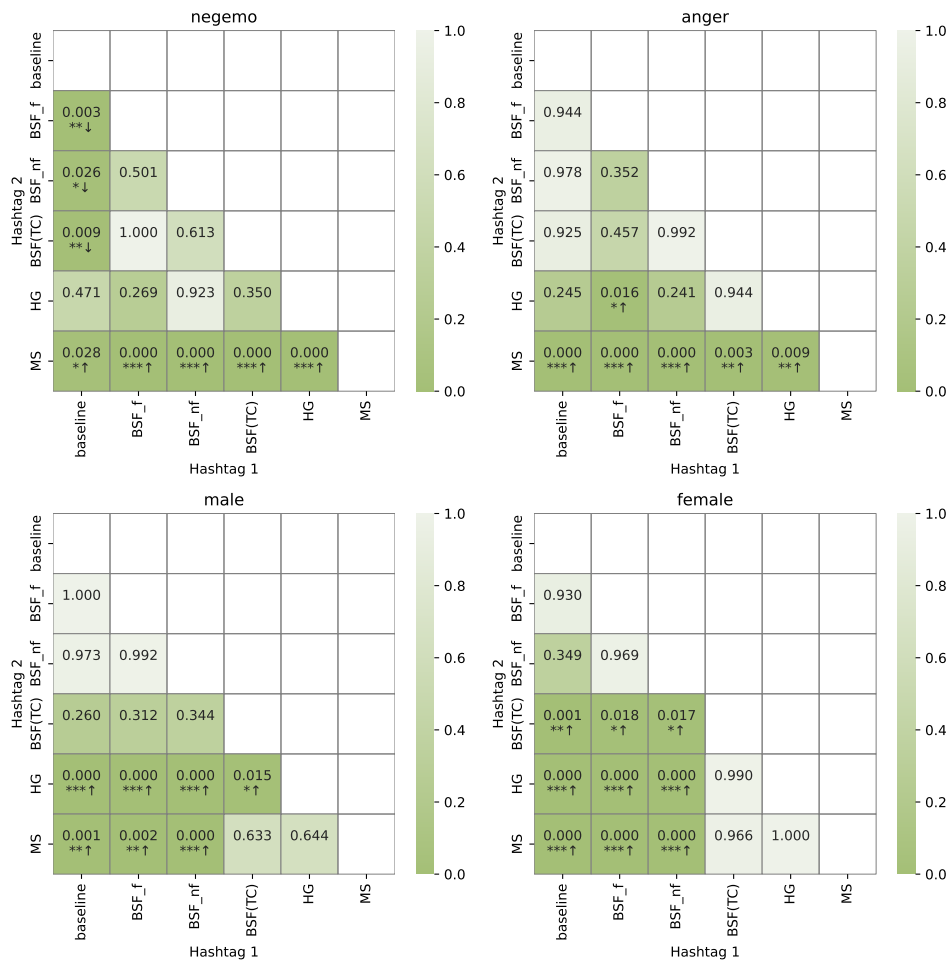 negemo
anger
baseline
BSF_f
BSF_nf
BSF(TC)
HG
MS
Hashtag 2
0.003
**↓
0.026 0.501
*↓
0.009 1.000 0.613
**↓
0.471 0.269 0.923 0.350
0.028 0.000 0.000 0.000 0.000
*↑ ***↑ ***↑ ***↑ ***↑
baseline BSF_f BSF_nf BSF(TC) HG MS
Hashtag 1
1.0
0.8
0.6
0.4
0.2
0.0
baseline
BSF_f
BSF_nf
BSF(TC)
HG
MS
Hashtag 2
0.944
0.978 0.352
0.925 0.457 0.992
0.245 0.016 0.241 0.944
*↑
0.000 0.000 0.000 0.003 0.009
***↑ ***↑ ***↑ **↑ **↑
baseline BSF_f BSF_nf BSF(TC) HG MS
Hashtag 1
1.0
0.8
0.6
0.4
0.2
0.0
male
female
baseline
BSF_f
BSF_nf
BSF(TC)
HG
MS
Hashtag 2
1.000
0.973 0.992
0.260 0.312 0.344
0.000 0.000 0.000 0.015
***↑ ***↑ ***↑ *↑
0.001 0.002 0.000 0.633 0.644
**↑ **↑ ***↑
baseline BSF_f BSF_nf BSF(TC) HG MS
Hashtag 1
1.0
0.8
0.6
0.4
0.2
0.0
baseline
BSF_f
BSF_nf
BSF(TC)
HG
MS
Hashtag 2
0.930
0.349 0.969
0.001 0.018 0.017
**↑ *↑ *↑
0.000 0.000 0.000 0.990
***↑ ***↑ ***↑
0.000 0.000 0.000 0.966 1.000
***↑ ***↑ ***↑
baseline BSF_f BSF_nf BSF(TC) HG MS
Hashtag 1
1.0
0.8
0.6
0.4
0.2
0.0